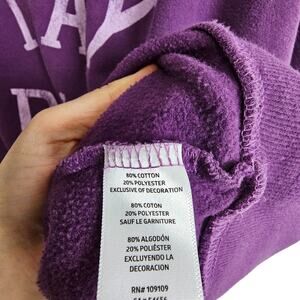 80% COTTON
20% POLYESTER
EXCLUSIVE OF DECORATION
80% COTON
20% POLYESTER
SAUF LE GARNITURE
80% ALGODÓN
20% POLIÉSTER
EXCLUYENDO LA
DECORACION
RN# 109109